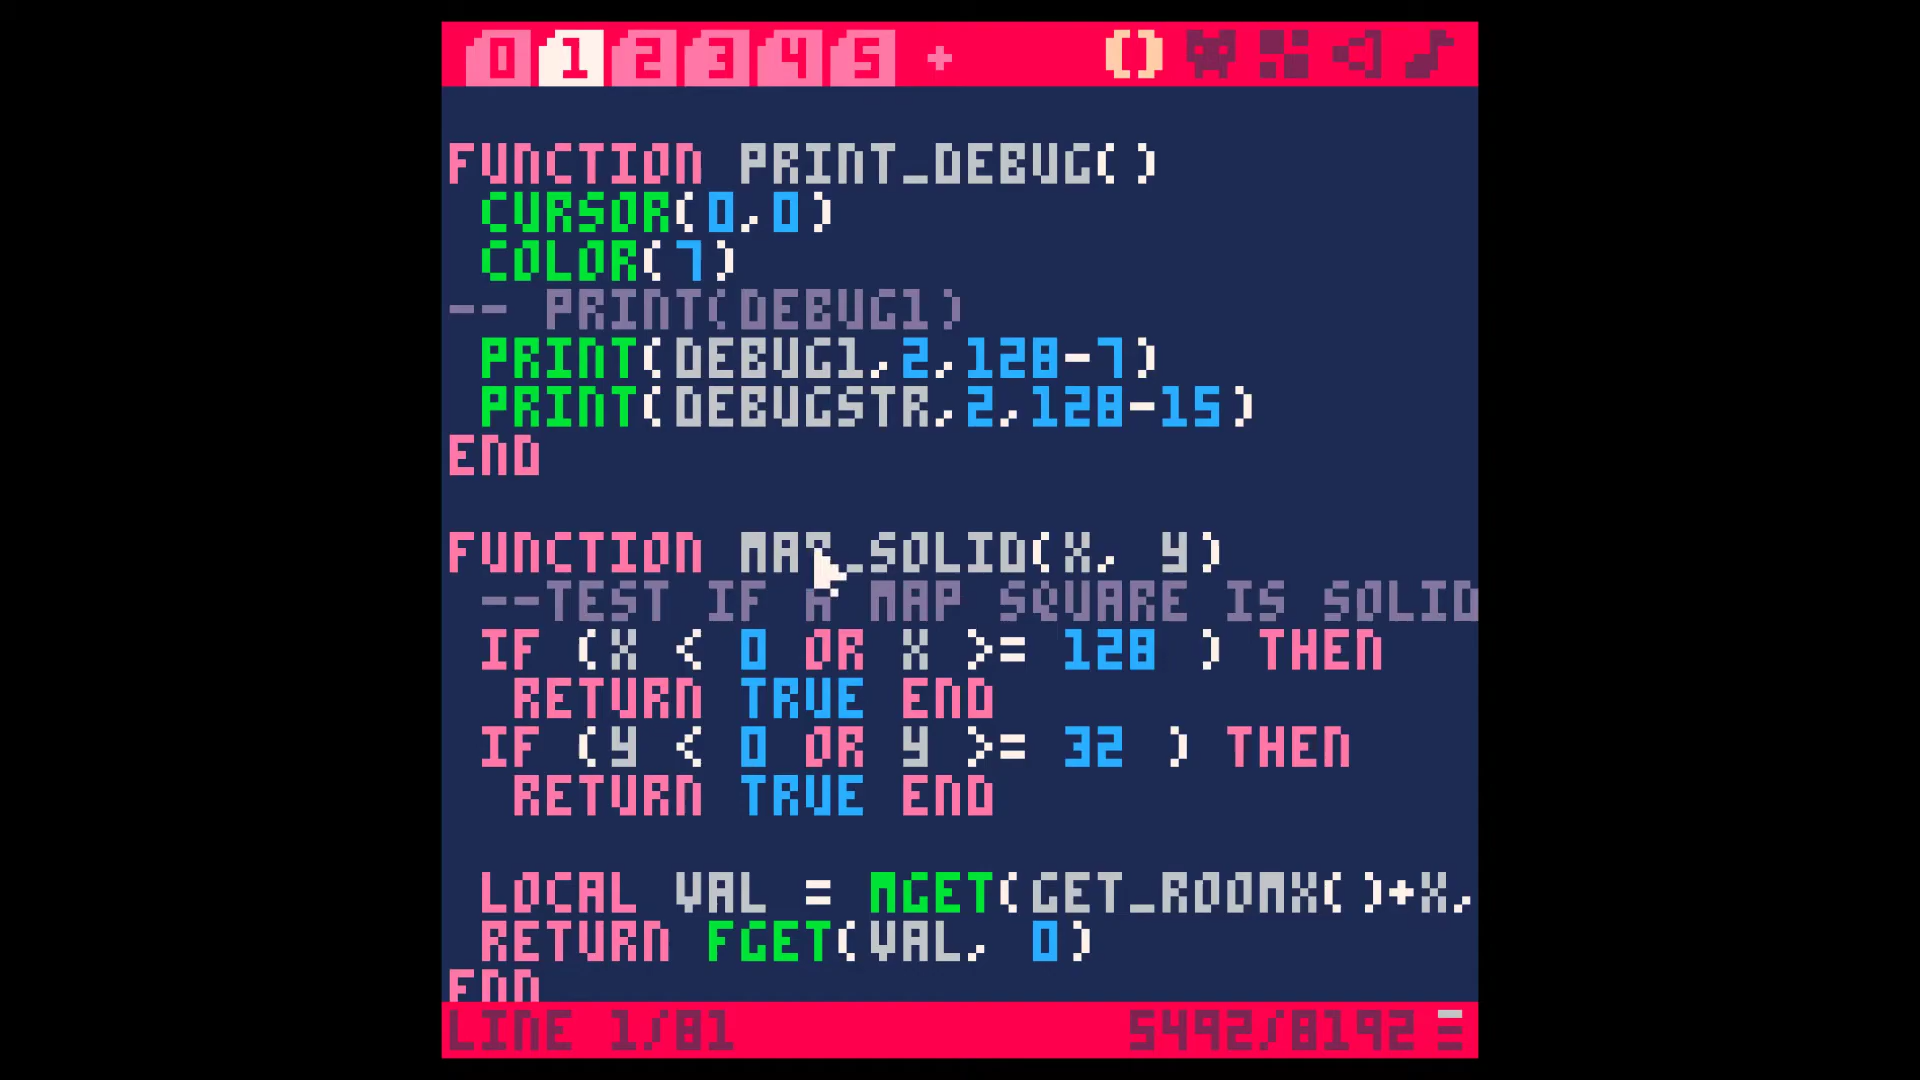 0 1 2 3 4 5 +
FUNCTION PRINT_DEBUG()
CURSOR(0,0)
COLOR(7)
-- PRINT(DEBUG1)
PRINT(DEBUG1,2,128-7)
PRINT(DEBUGSTR,2,128-15)
END
FUNCTION MAP_SOLID(X, Y)
--TEST IF A MAP SQUARE IS SOLID
IF (X < 0 OR X >= 128 ) THEN
RETURN TRUE END
IF (Y < 0 OR Y >= 32 ) THEN
RETURN TRUE END
LOCAL VAL = MGET(GET_ROOMX()+X,
RETURN FGET(VAL, 0)
END
LINE 1/81 5492/8192